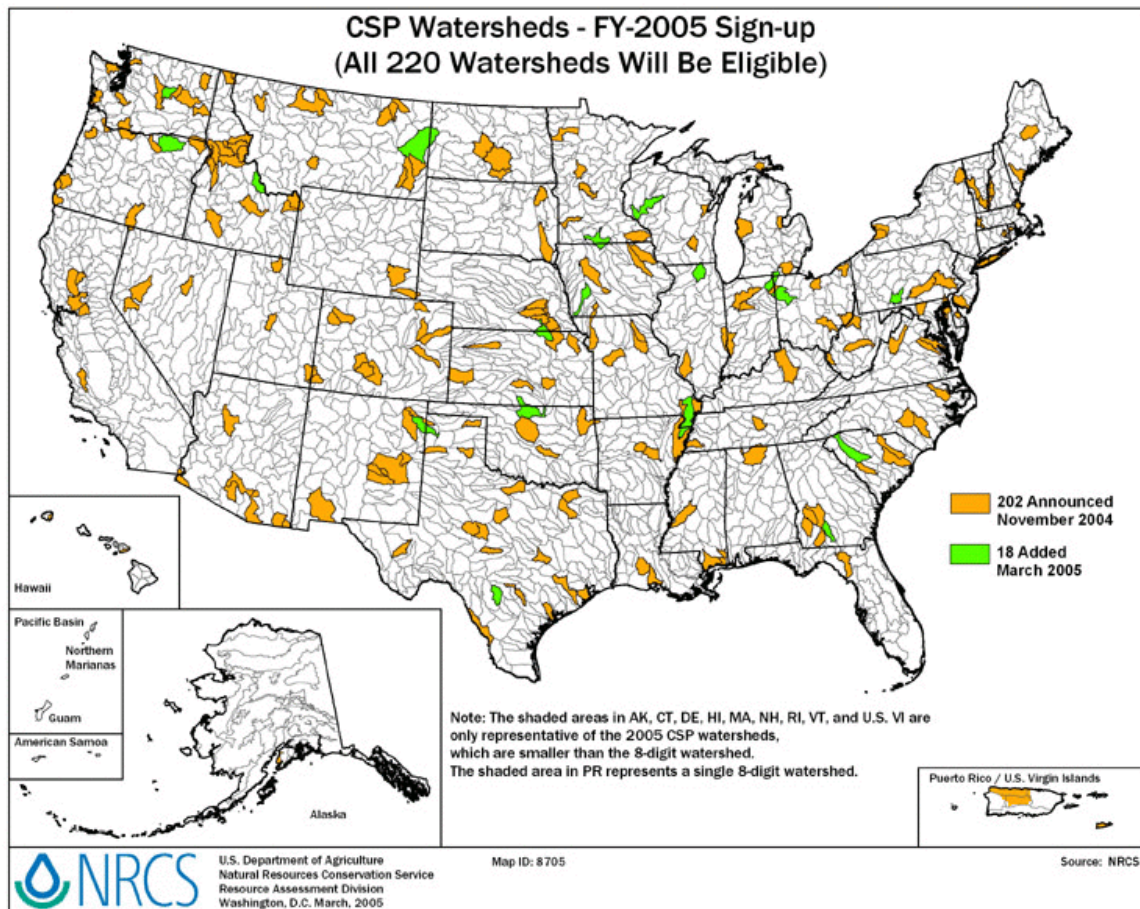 CSP Watersheds - FY-2005 Sign-up
(All 220 Watersheds Will Be Eligible)
202 Announced
November 2004
18 Added
March 2005
Hawaii
Pacific Basin
Northern
Marianas
Guam
American Samoa
Alaska
Note: The shaded areas in AK, CT, DE, HI, MA, NH, RI, VT, and U.S. VI are
only representative of the 2005 CSP watersheds,
which are smaller than the 8-digit watershed.
The shaded area in PR represents a single 8-digit watershed.
Puerto Rico / U.S. Virgin Islands
NRCS
U.S. Department of Agriculture
Natural Resources Conservation Service
Resource Assessment Division
Washington, D.C. March, 2005
Map ID: 8705
Source: NRCS